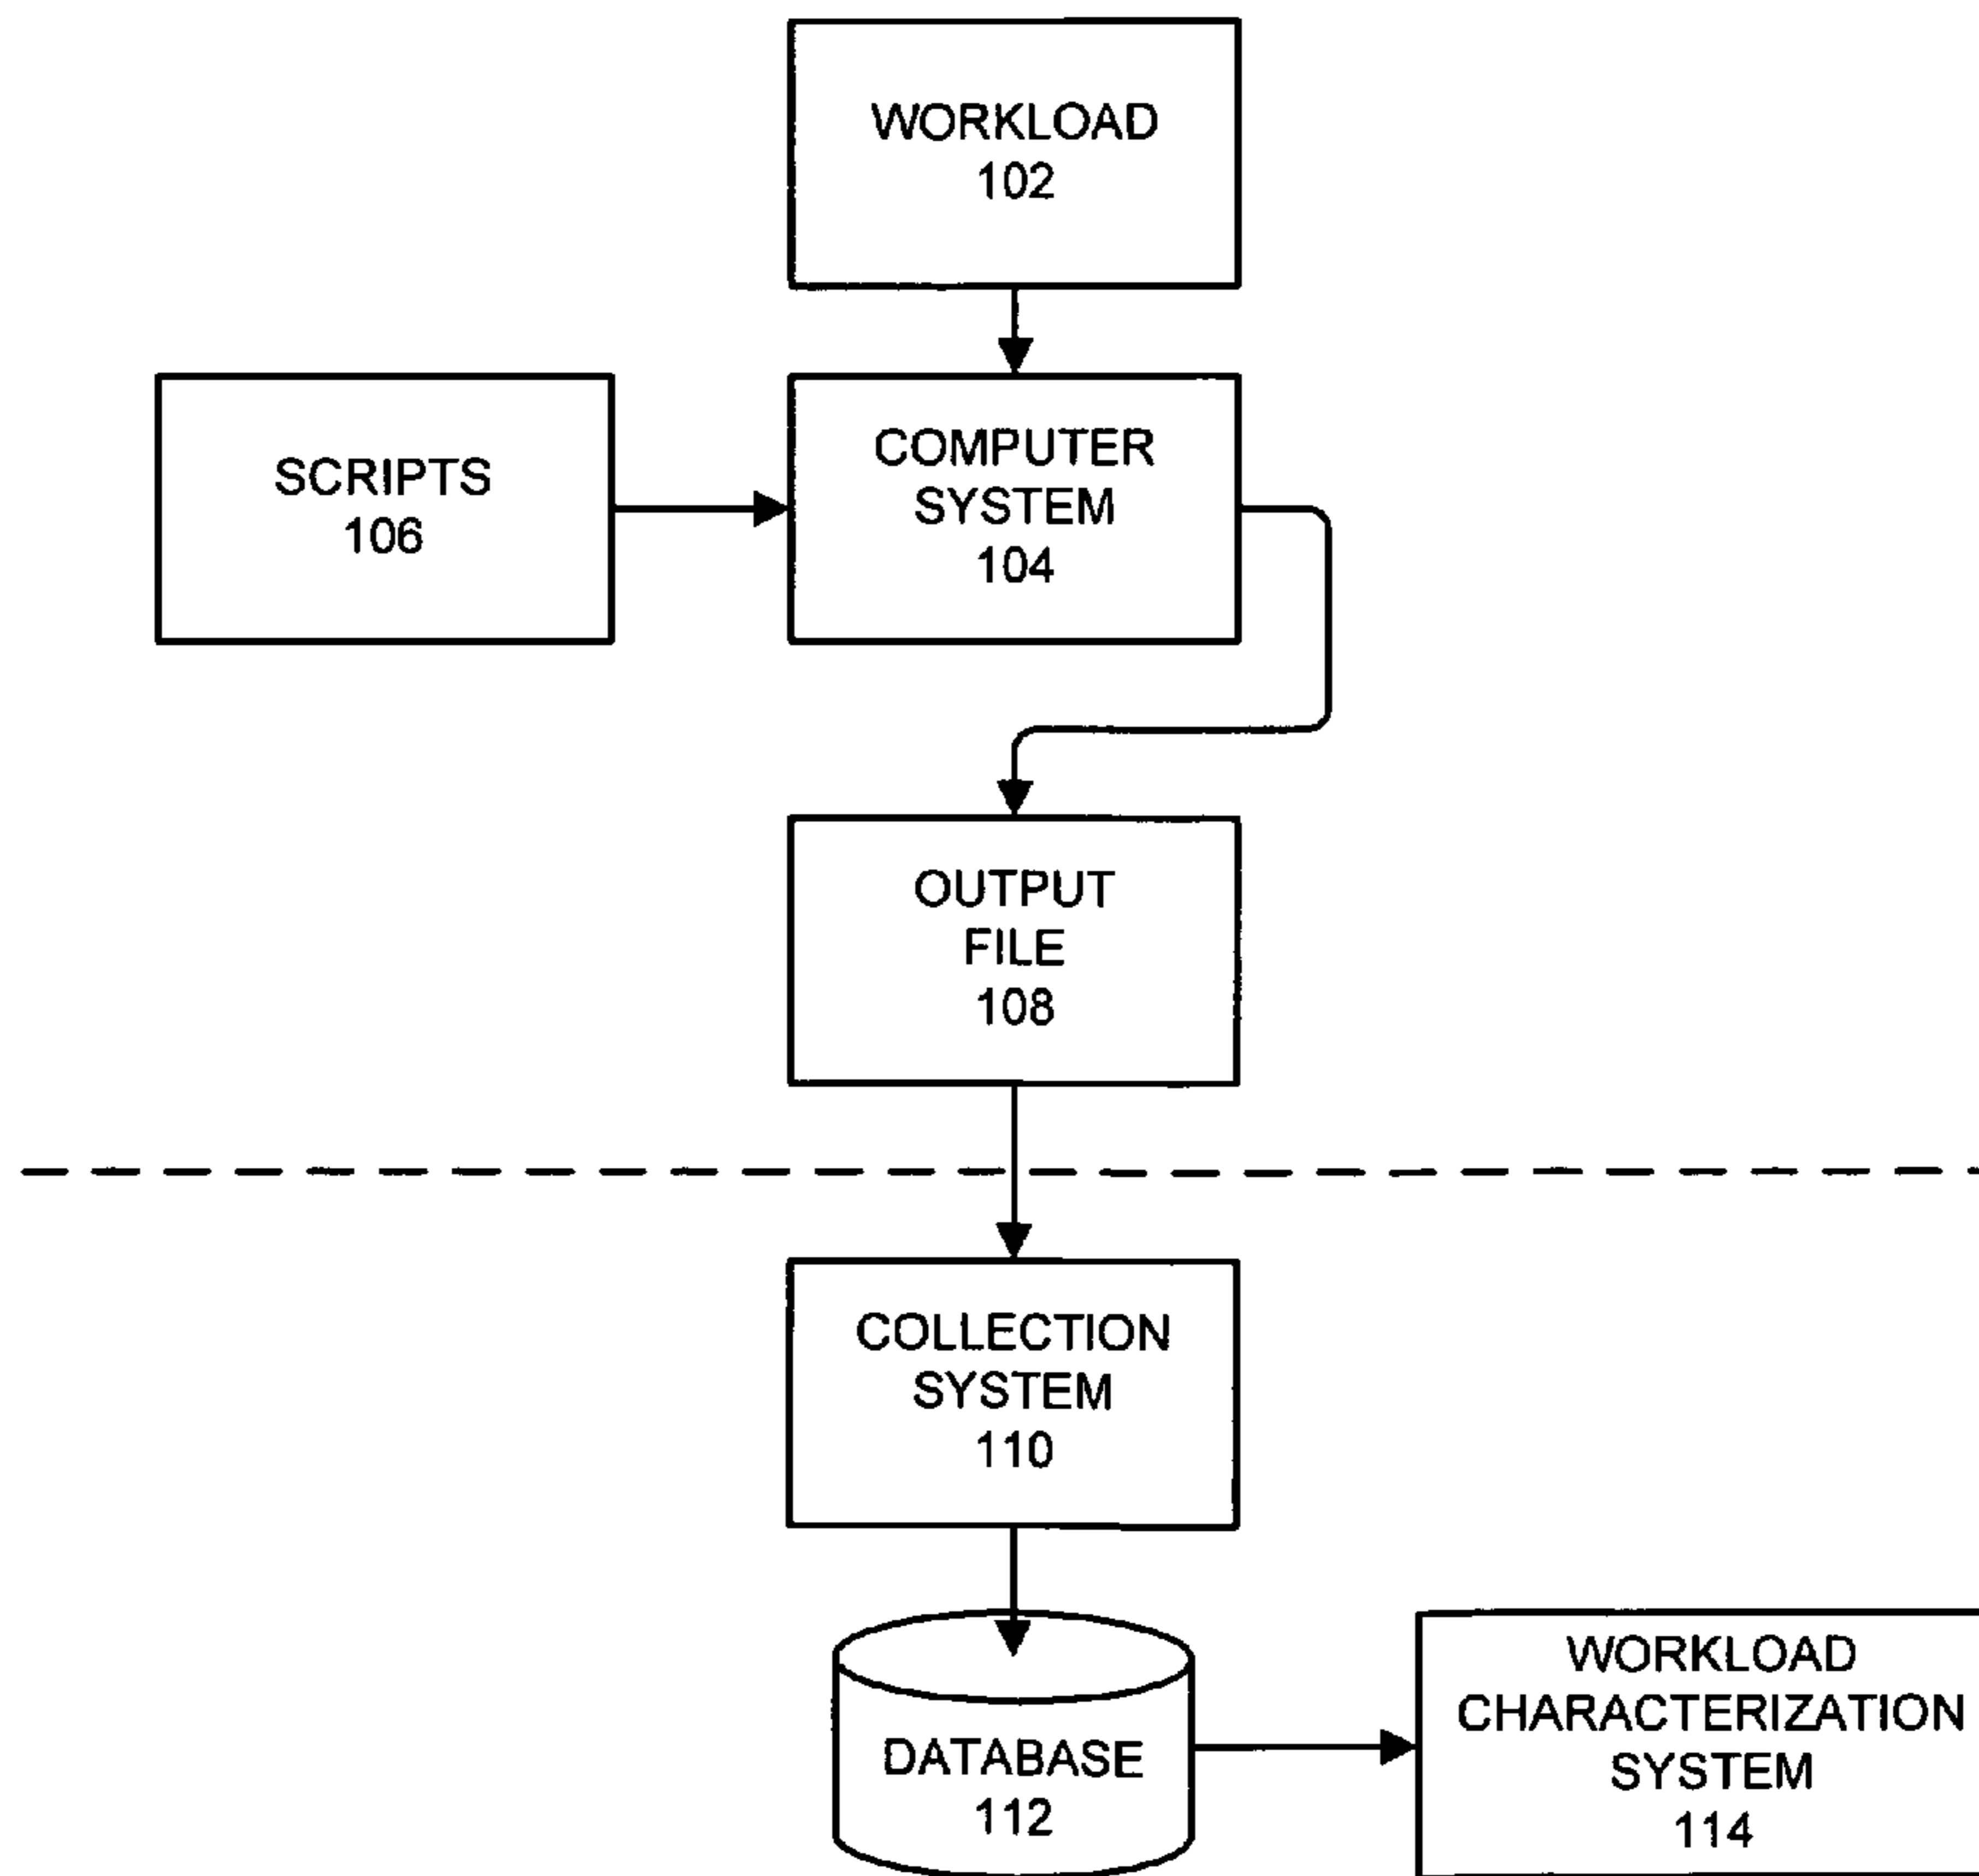 WORKLOAD
102
SCRIPTS
106
COMPUTER
SYSTEM
104
OUTPUT
FILE
108
COLLECTION
SYSTEM
110
DATABASE
112
WORKLOAD
CHARACTERIZATION
SYSTEM
114